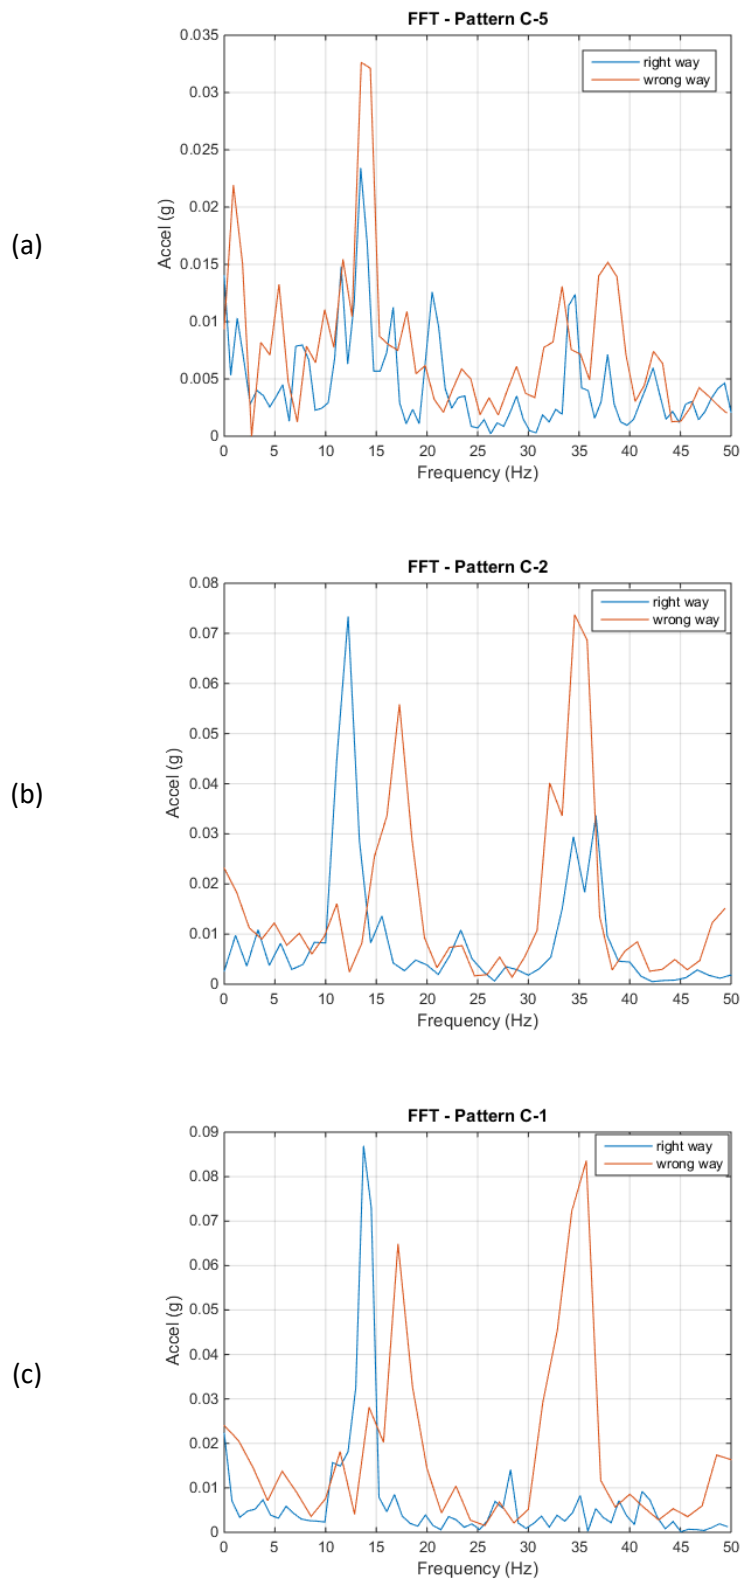 FFT - Pattern C-5
(a)
Accel (g)
0.035
0.03
0.025
0.02
0.015
0.01
0.005
0
right way
wrong way
0 5 10 15 20 25 30 35 40 45 50
Frequency (Hz)
FFT - Pattern C-2
(b)
Accel (g)
0.08
0.07
0.06
0.05
0.04
0.03
0.02
0.01
0
right way
wrong way
0 5 10 15 20 25 30 35 40 45 50
Frequency (Hz)
FFT - Pattern C-1
(c)
Accel (g)
0.09
0.08
0.07
0.06
0.05
0.04
0.03
0.02
0.01
0
right way
wrong way
0 5 10 15 20 25 30 35 40 45 50
Frequency (Hz)